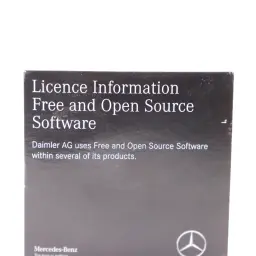 Licence Information
Free and Open Source
Software
Daimler AG uses Free and Open Source Software
within several of its products.
Mercedes-Benz